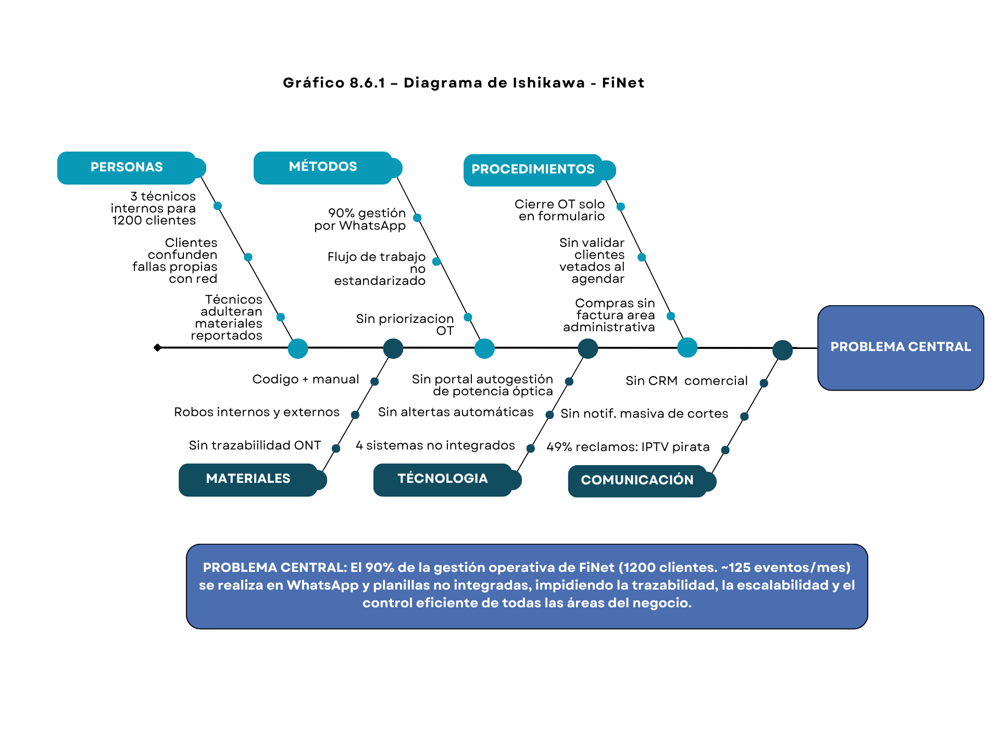 Gráfico 8.6.1 – Diagrama de Ishikawa - FiNet
PERSONAS
3 técnicos
internos para
1200 clientes
Clientes
confunden
fallas propias
con red
Técnicos
adulteran
materiales
reportados
MÉTODOS
90% gestión
por WhatsApp
Flujo de trabajo
no
estandarizado
Sin priorizacion
OT
PROCEDIMIENTOS
Cierre OT solo
en formulario
Sin validar
clientes
vetados al
agendar
Compras sin
factura area
administrativa
PROBLEMA CENTRAL
Codigo + manual
Robos internos y externos
Sin trazabiilidad ONT
MATERIALES
Sin portal autogestión
de potencia óptica
Sin altertas automáticas
4 sistemas no integrados
TÉCNOLOGIA
Sin CRM  comercial
Sin notif. masiva de cortes
49% reclamos: IPTV pirata
COMUNICACIÓN
PROBLEMA CENTRAL: El 90% de la gestión operativa de FiNet (1200 clientes. ~125 eventos/mes)
se realiza en WhatsApp y planillas no integradas, impidiendo la trazabilidad, la escalabilidad y el
control eficiente de todas las áreas del negocio.